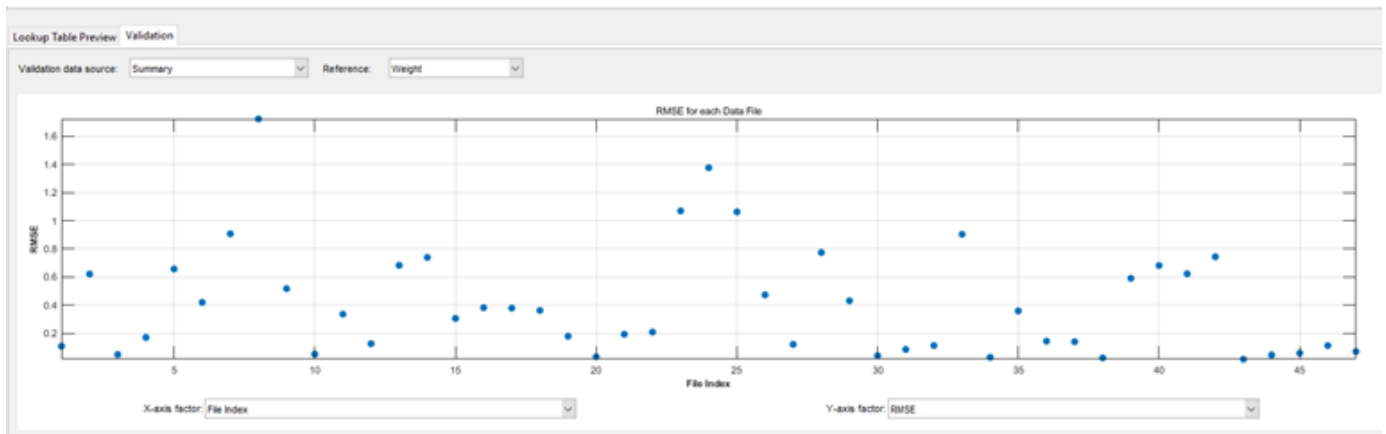 Lookup Table Preview Validation
Validation data source: Summary Reference: Weight
RMSE for each Data File
1.6
1.4
1.2
1
0.8
0.6
0.4
0.2
RMSE
5 10 15 20 25 30 35 40 45
File Index
X-axis factor: File Index Y-axis factor: RMSE